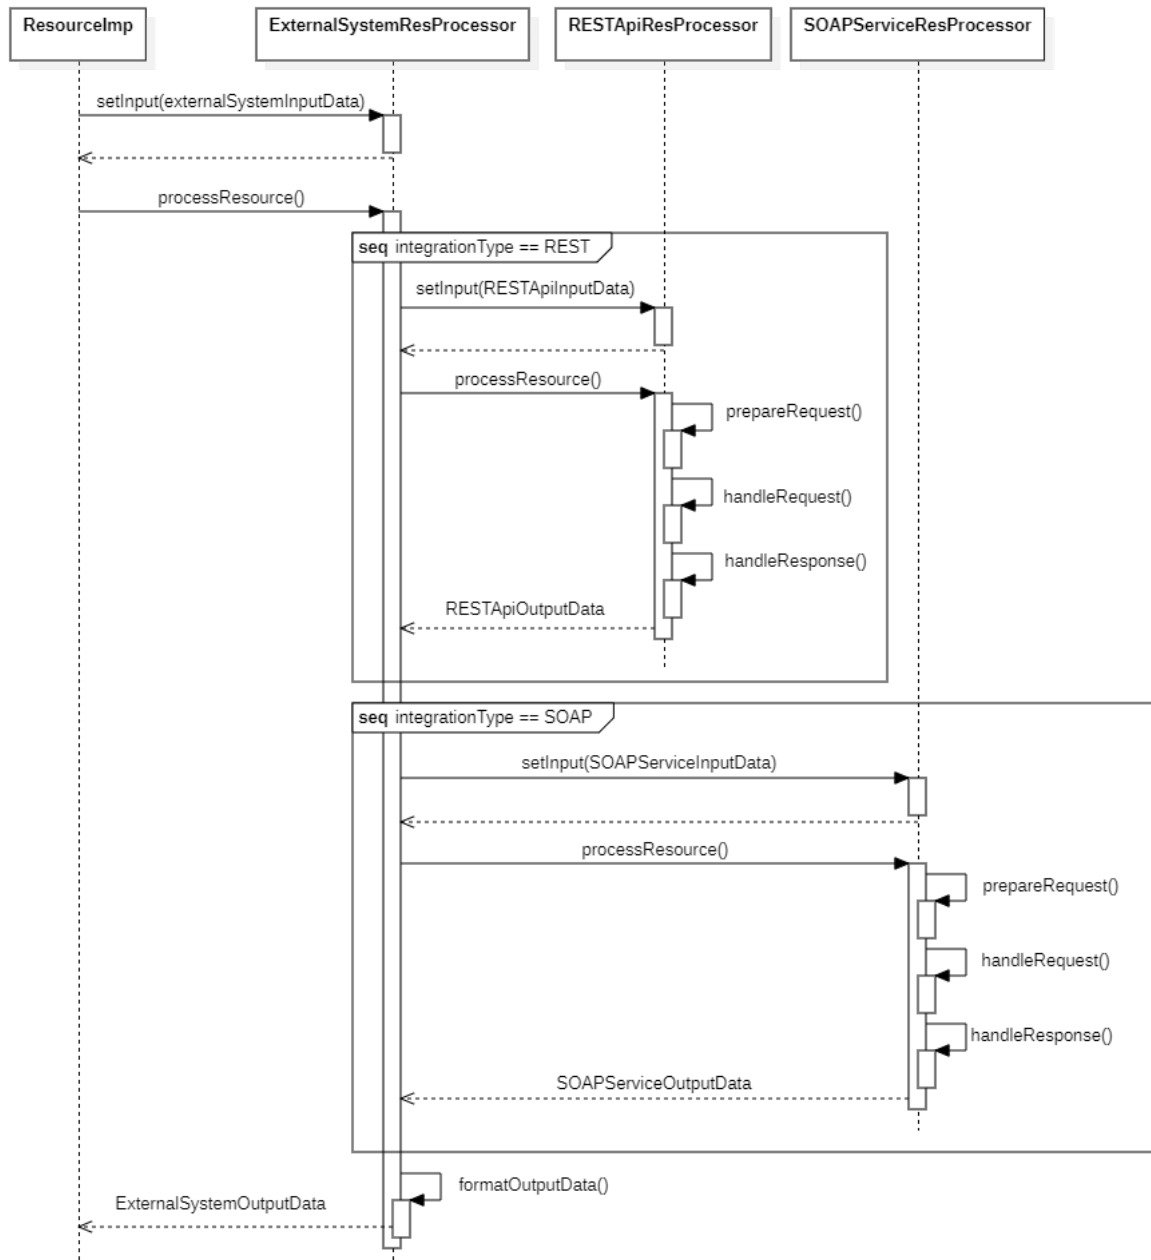 ResourceImp
ExternalSystemResProcessor
RESTApiResProcessor
SOAPServiceResProcessor
setInput(externalSystemInputData)
processResource()
seq integrationType == REST
setInput(RESTApiInputData)
processResource()
prepareRequest()
handleRequest()
handleResponse()
RESTApiOutputData
seq integrationType == SOAP
setInput(SOAPServiceInputData)
processResource()
prepareRequest()
handleRequest()
handleResponse()
SOAPServiceOutputData
formatOutputData()
ExternalSystemOutputData